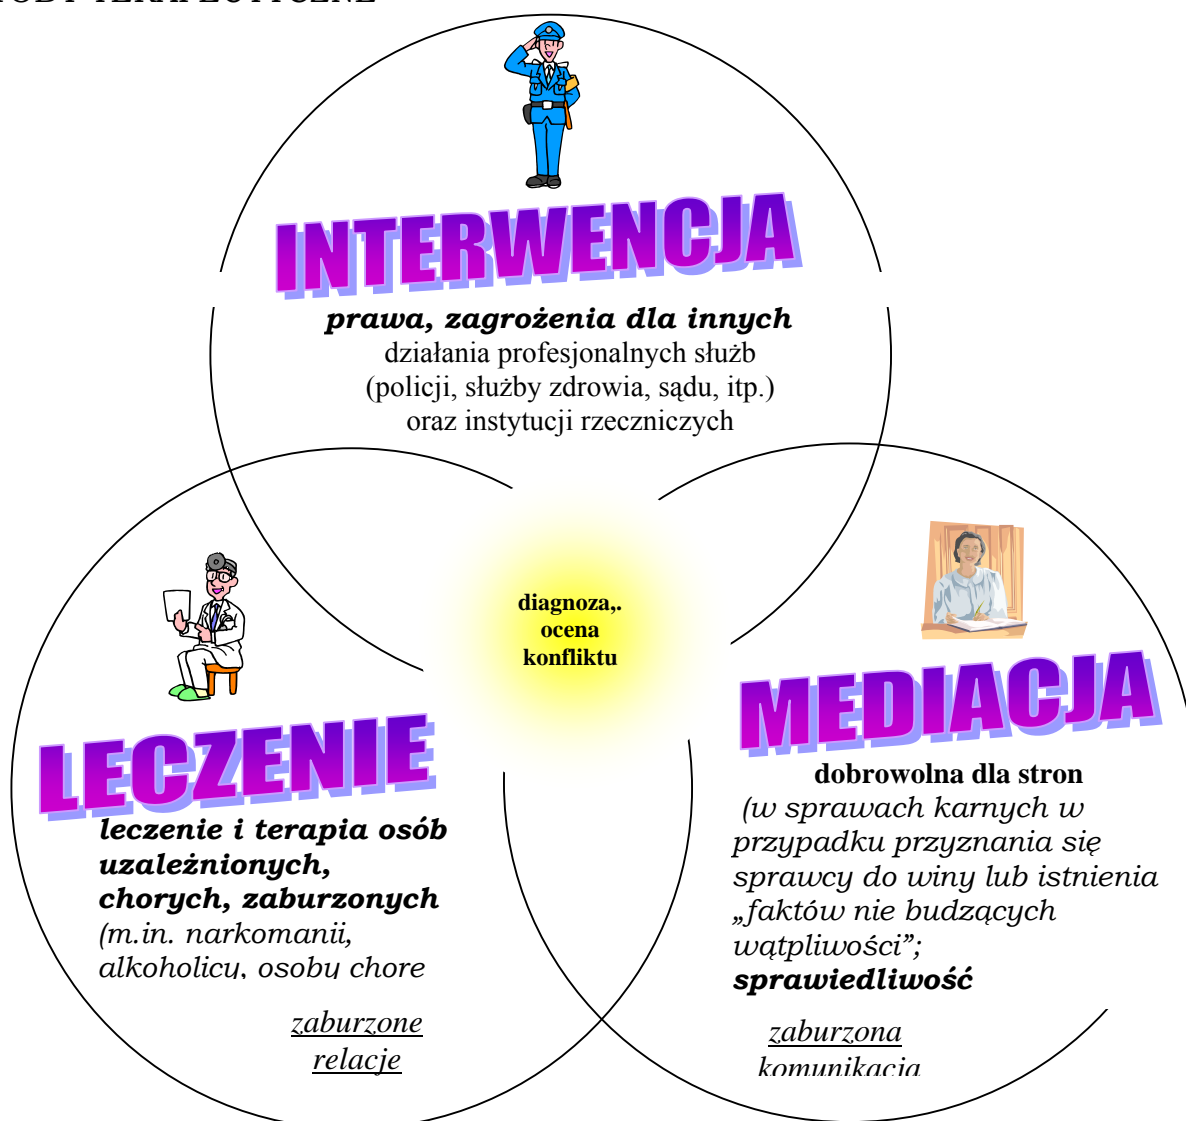 INTERWENCJA
prawa, zagrożenia dla innych
działania profesjonalnych służb
(policji, służby zdrowia, sądu, itp.)
oraz instytucji rzeczniczych
diagnoza,.
ocena
konfliktu
LECZENIE
leczenie i terapia osób
uzależnionych,
chorych, zaburzonych
(m.in. narkomanii,
alkoholicy, osoby chore
zaburzone
relacje
MEDIACJA
dobrowolna dla stron
(w sprawach karnych w
przypadku przyznania się
sprawcy do winy lub istnienia
„faktów nie budzących
wątpliwości”;
sprawiedliwość
zaburzona
komunikacja